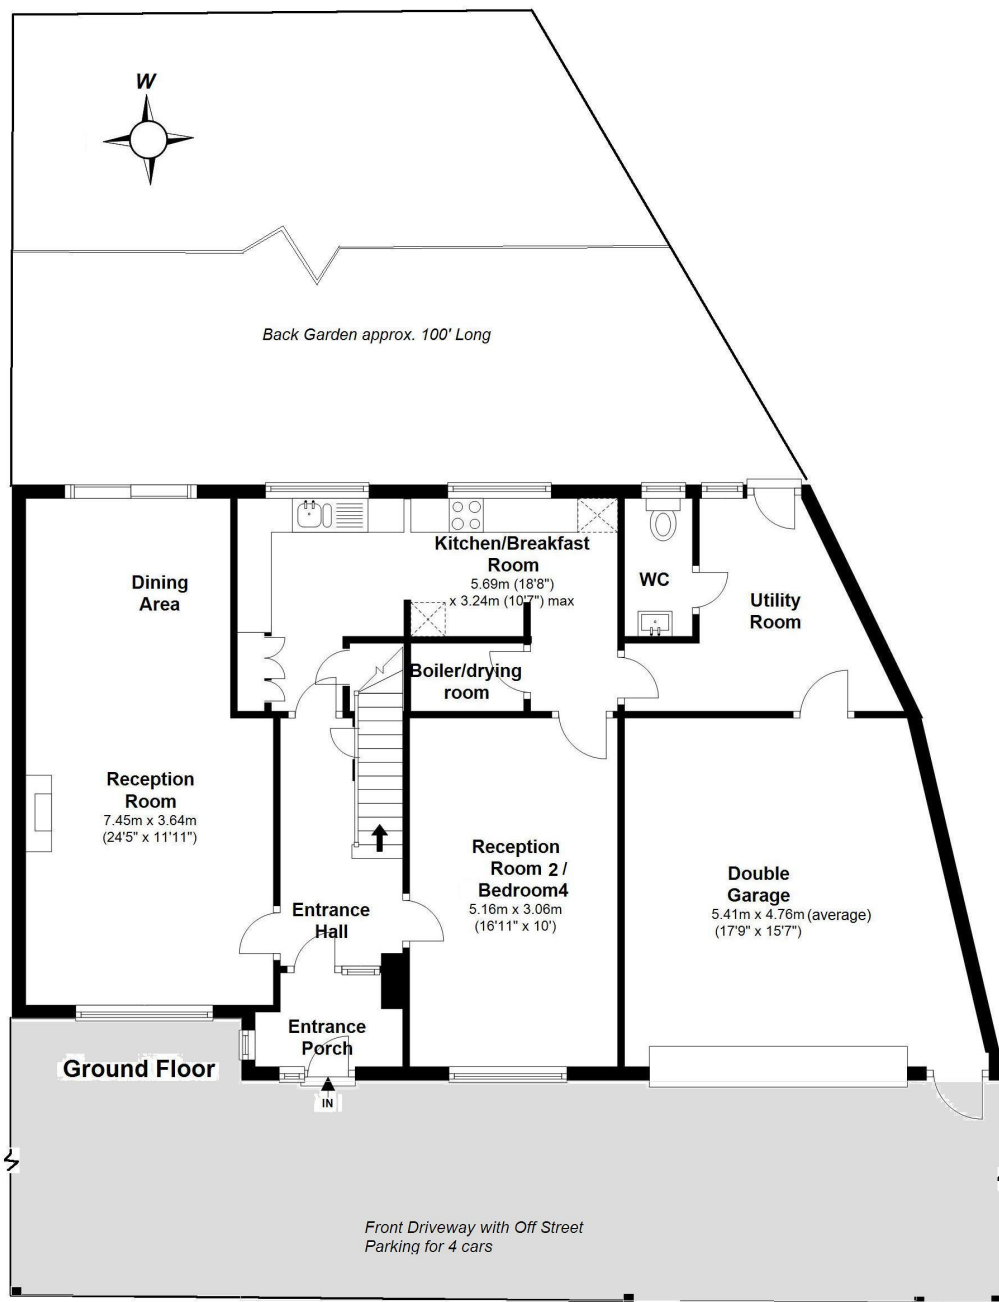 W
Back Garden approx. 100' Long
Dining
Area
Kitchen/Breakfast
Room
5.69m (18'8")
x 3.24m (10'7") max
WC
Utility
Room
Boiler/drying
room
Reception
Room
7.45m x 3.64m
(24'5" x 11'11")
Reception
Room 2 /
Bedroom4
5.16m x 3.06m
(16'11" x 10')
Double
Garage
5.41m x 4.76m (average)
(17'9" x 15'7")
Entrance
Hall
Entrance
Porch
Ground Floor
IN
Front Driveway with Off Street
Parking for 4 cars